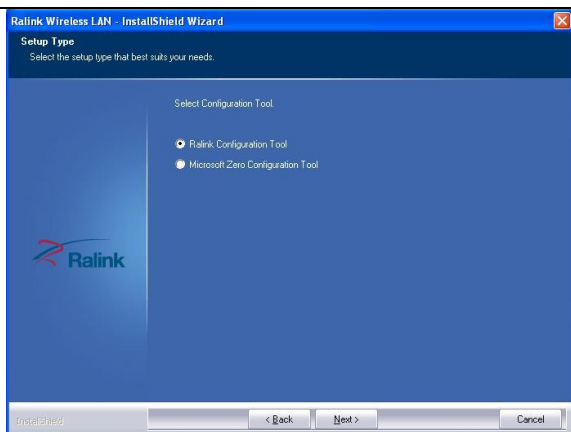 Ralink Wireless LAN - InstallShield Wizard
Setup Type
Select the setup type that best suits your needs.
Select Configuration Tool.
Ralink Configuration Tool
Microsoft Zero Configuration Tool
Ralink
InstallShield
< Back
Next >
Cancel